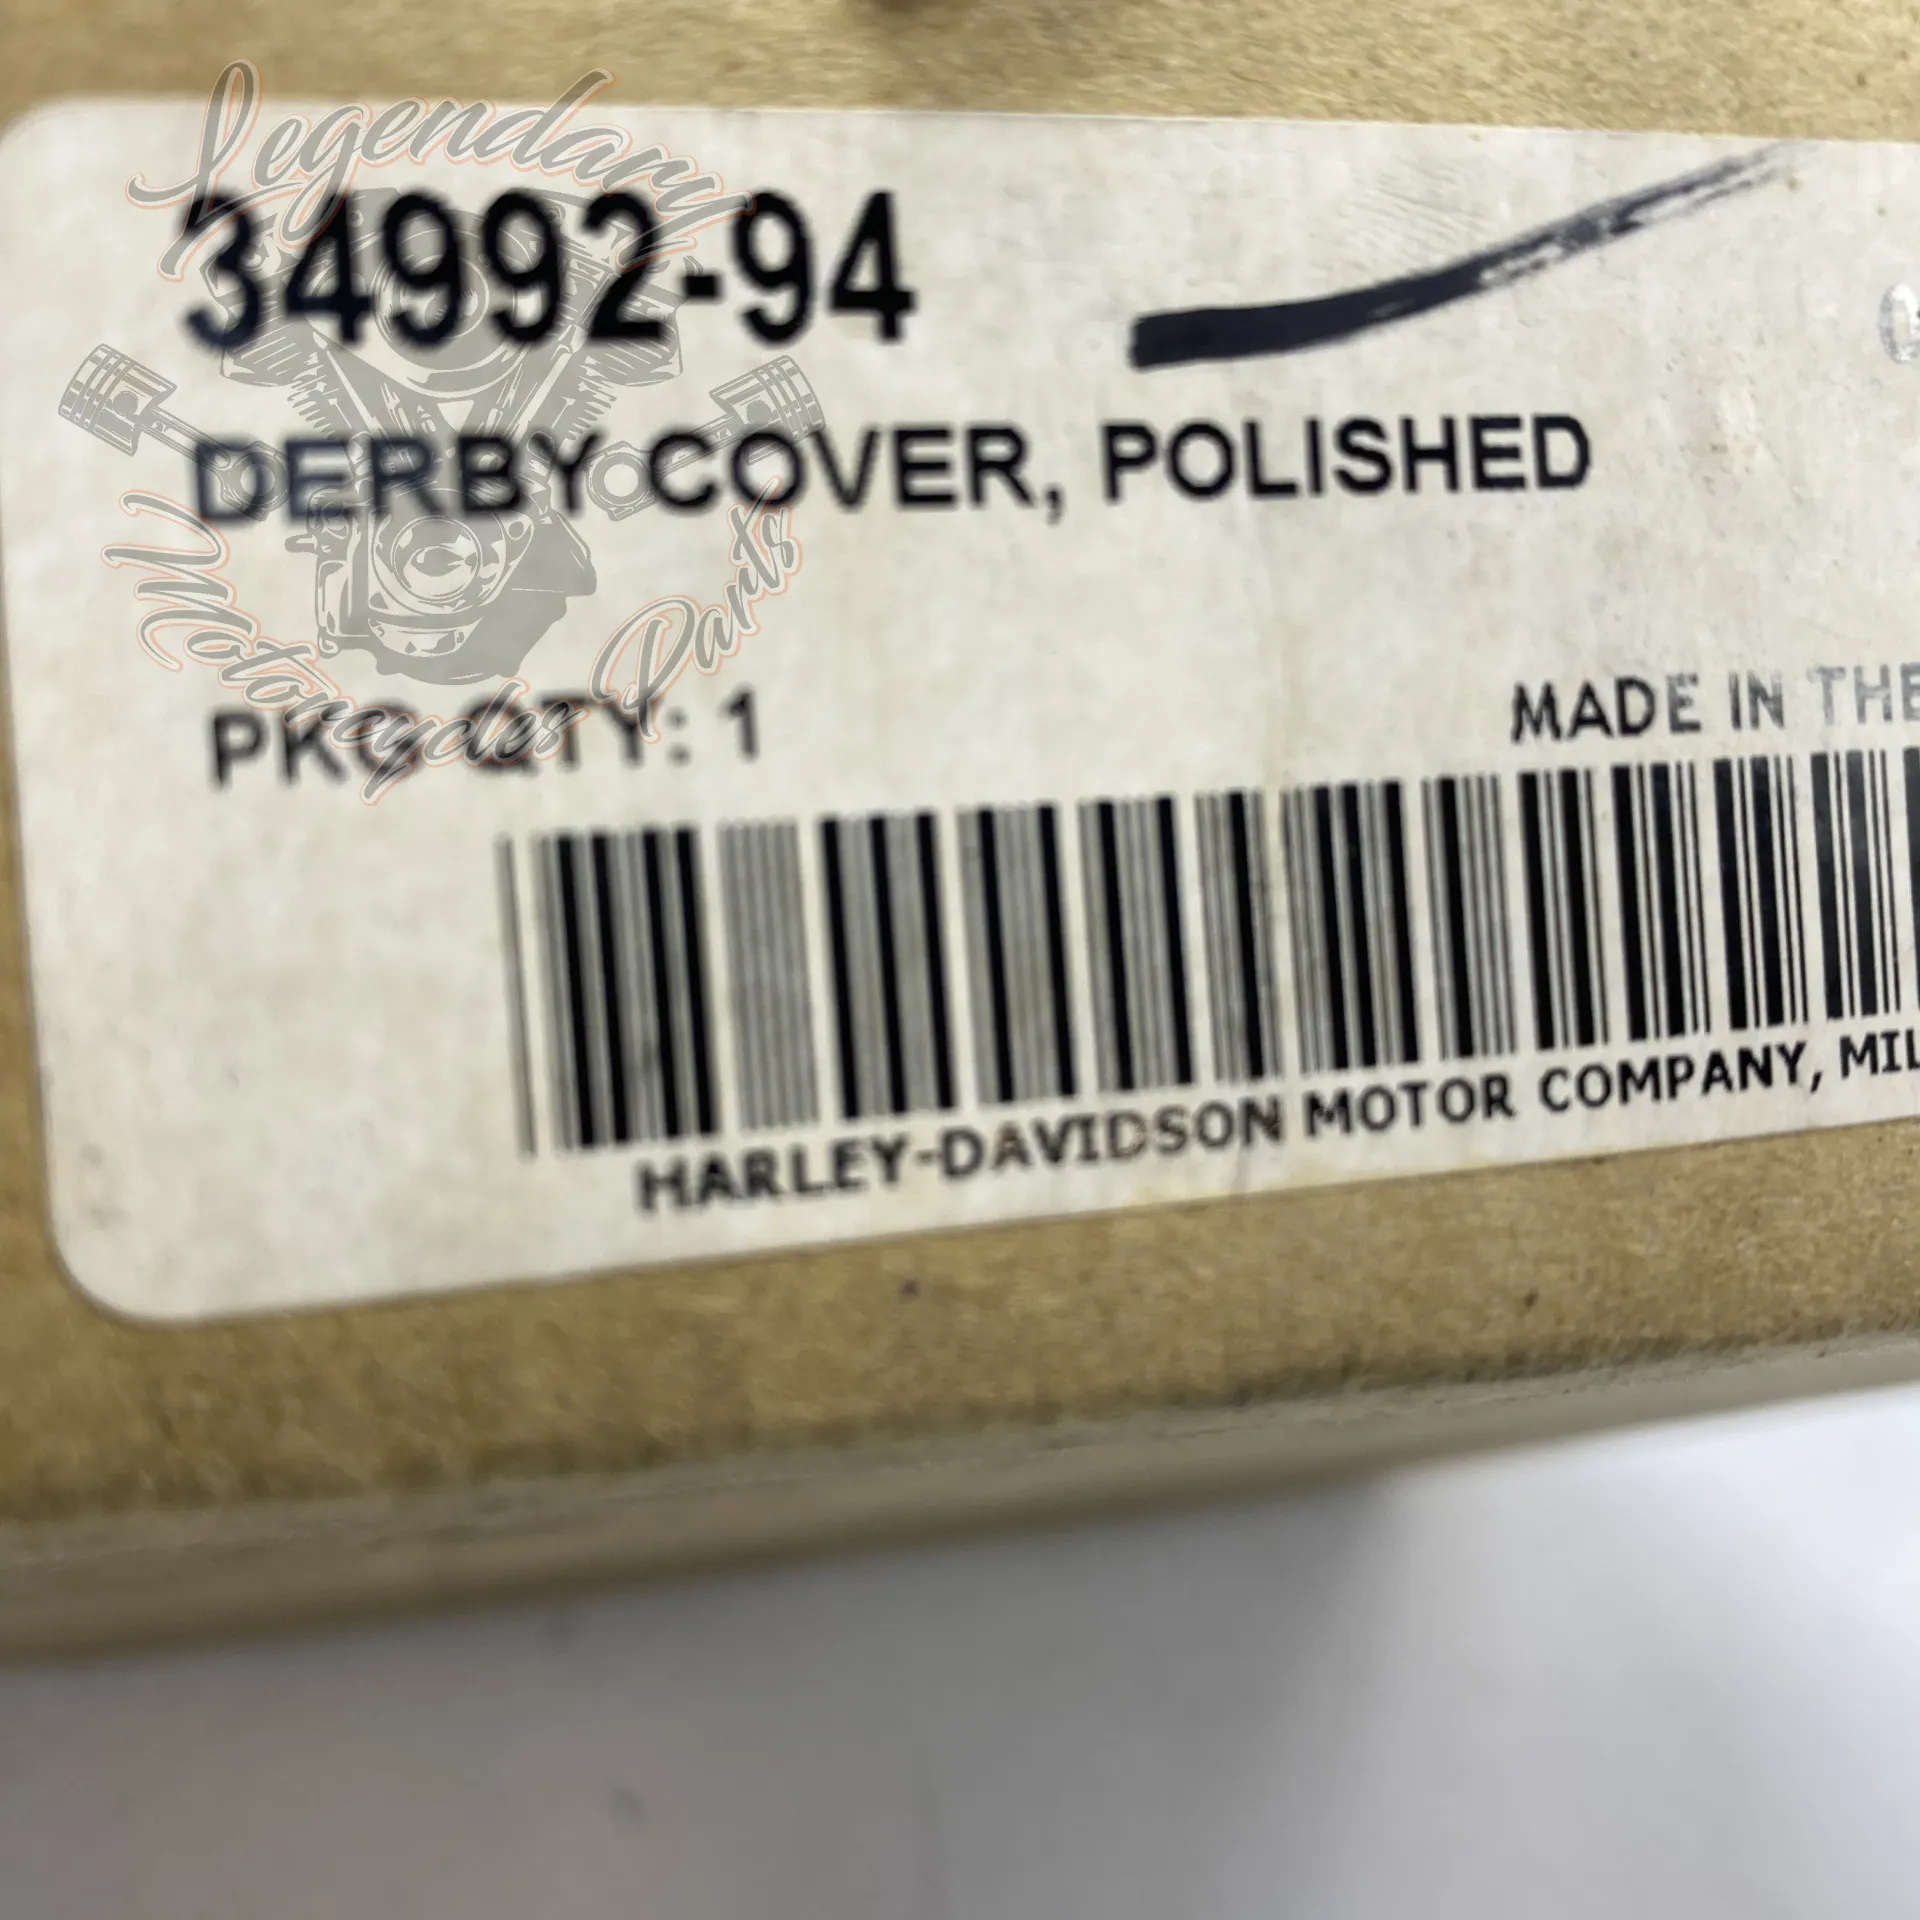 Legendary
34992-94
DERBY COVER, POLISHED
Motorcycles Parts
PKG QTY: 1
MADE IN THE
HARLEY-DAVIDSON MOTOR COMPANY, MIL